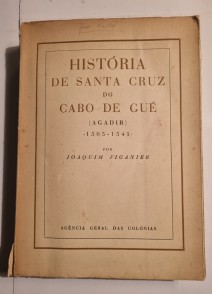 HISTÓRIA
DE SANTA CRUZ
DO
CABO DE GUÉ
(AGADIR)
·1505-1541·
POR
JOAQUIM FIGANIER
AGÊNCIA GERAL DAS COLÓNIAS